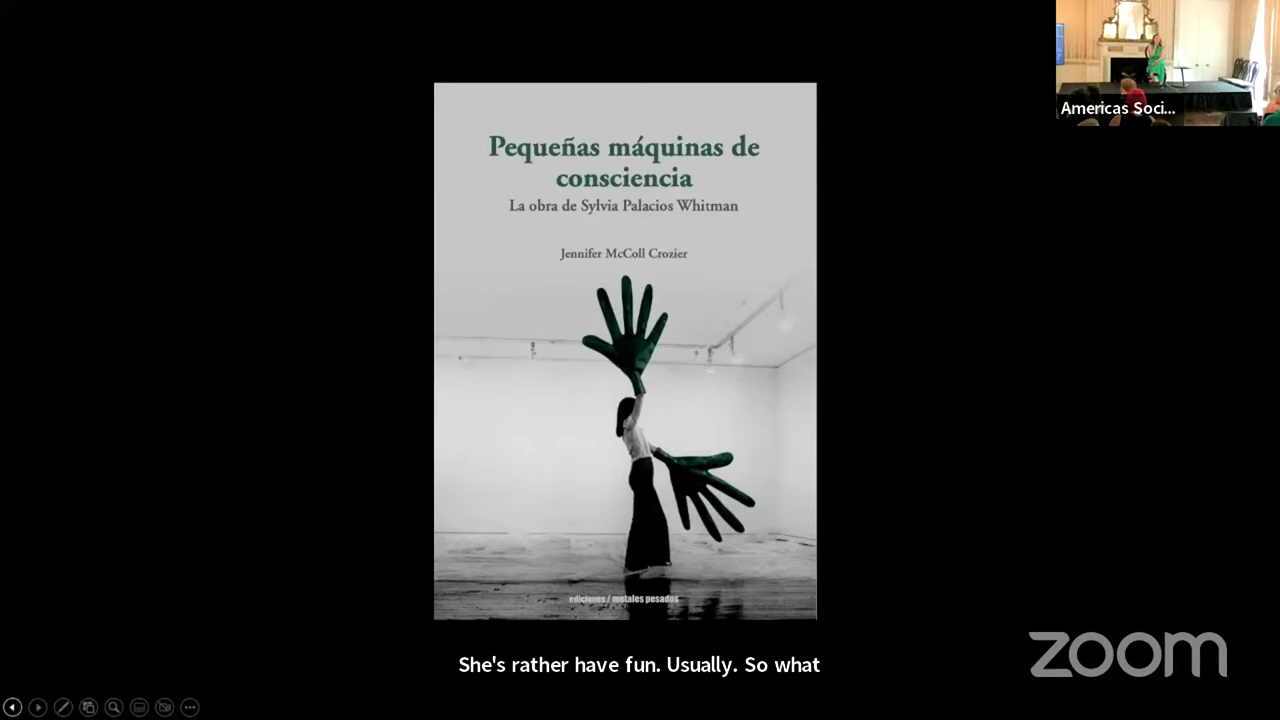 Pequeñas máquinas de
consciencia
La obra de Sylvia Palacios Whitman
Jennifer McColl Crozier
ediciones / metales pesados
She's rather have fun. Usually. So what
Americas Soci...
zoom